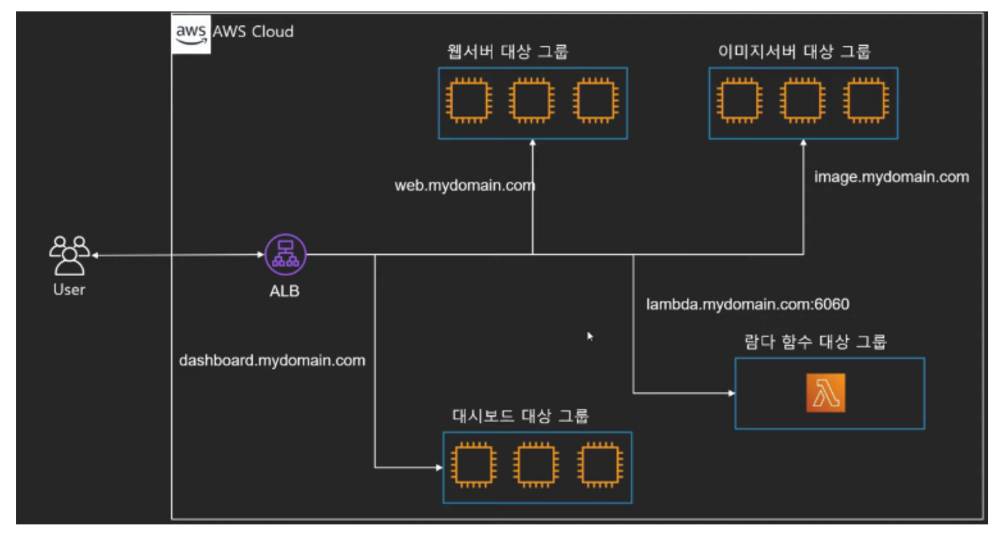 aws AWS Cloud
웹서버 대상 그룹
이미지서버 대상 그룹
web.mydomain.com
image.mydomain.com
User
ALB
lambda.mydomain.com:6060
람다 함수 대상 그룹
dashboard.mydomain.com
대시보드 대상 그룹